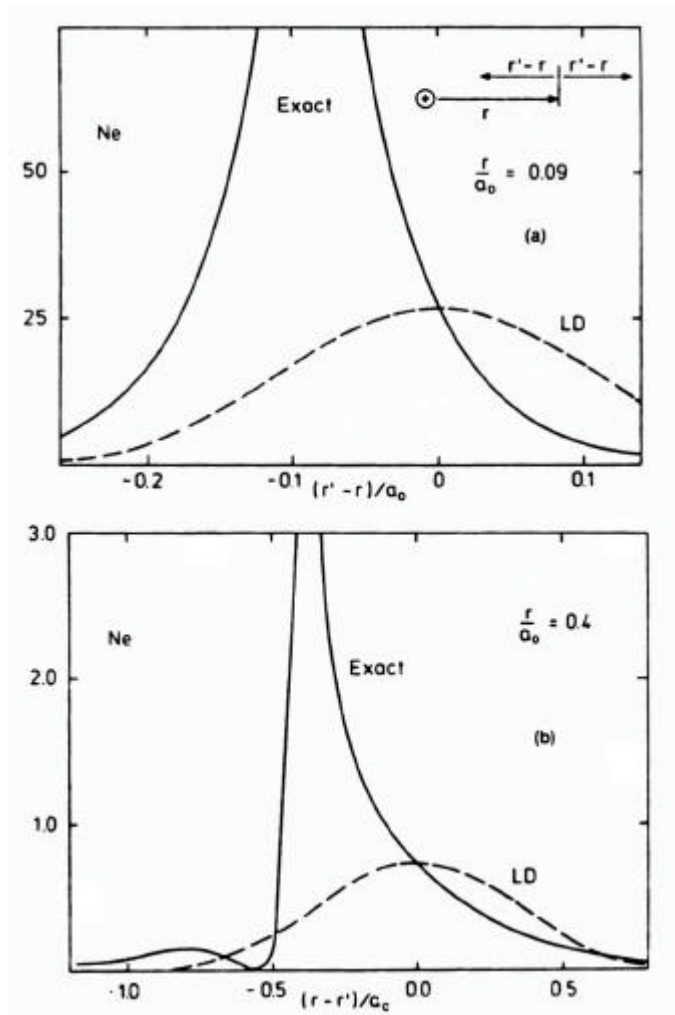 r'-r r'-r
r
Ne
Exact
50
r/a₀ = 0.09
(a)
25
LD
-0.2 -0.1 0 0.1
(r'-r)/a₀
3.0
Ne
r/a₀ = 0.4
2.0
Exact
(b)
1.0
LD
-1.0 -0.5 0.0 0.5
(r-r')/a₀